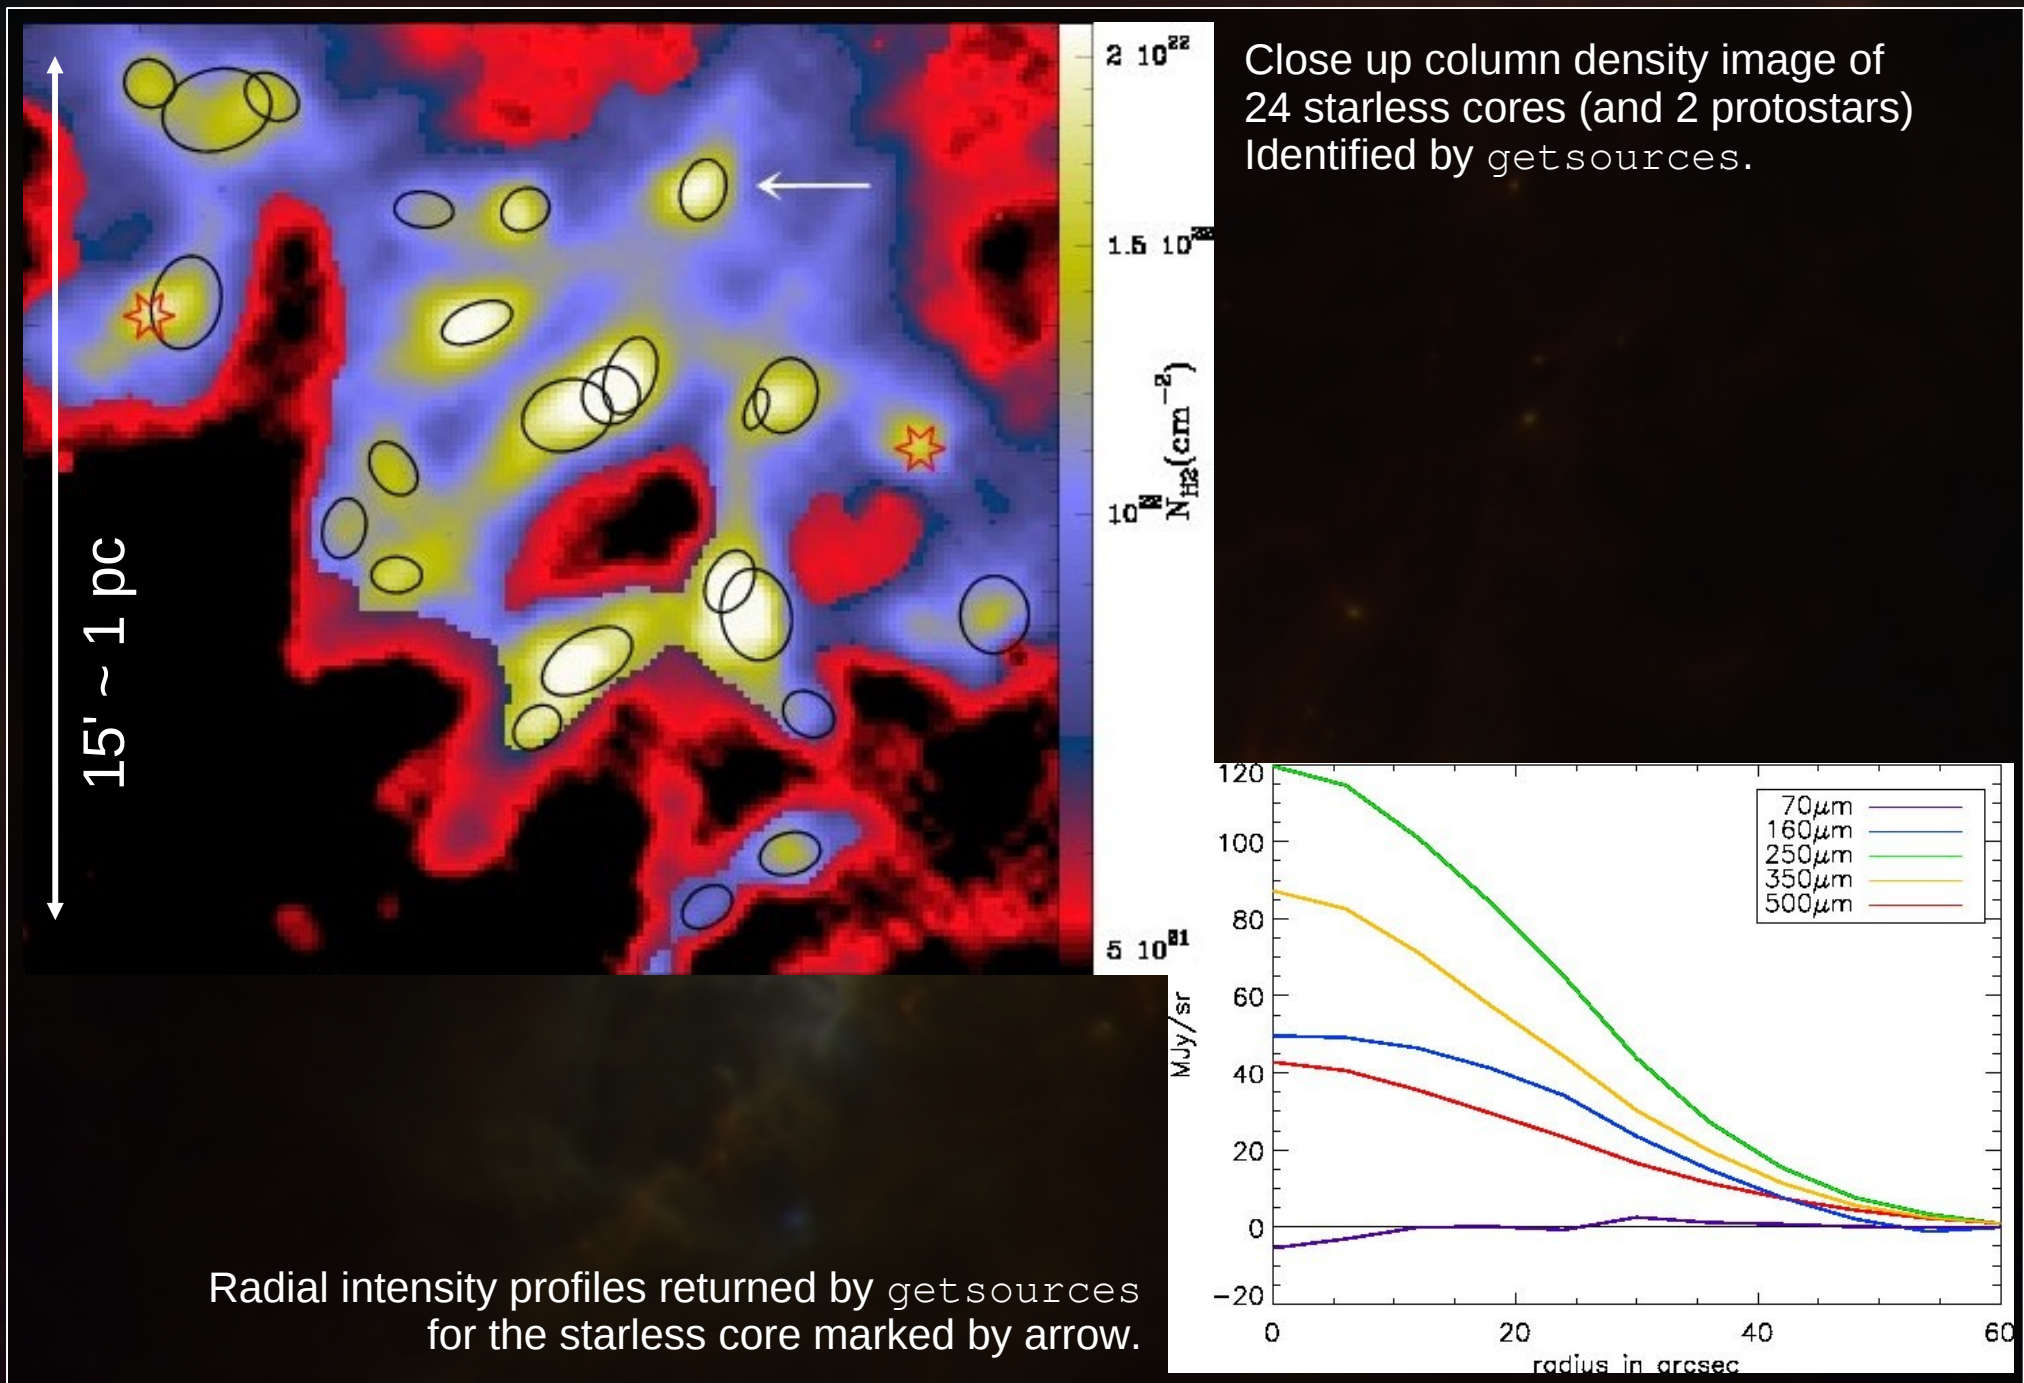 Close up column density image of
24 starless cores (and 2 protostars)
Identified by getsources.
15' ~ 1 pc
2 10²²
1.5 10
10
5 10²¹
N_H2(cm⁻²)
Radial intensity profiles returned by getsources
for the starless core marked by arrow.
70μm
160μm
250μm
350μm
500μm
MJy/sr
120
100
80
60
40
20
0
−20
0 20 40 60
radius in arcsec